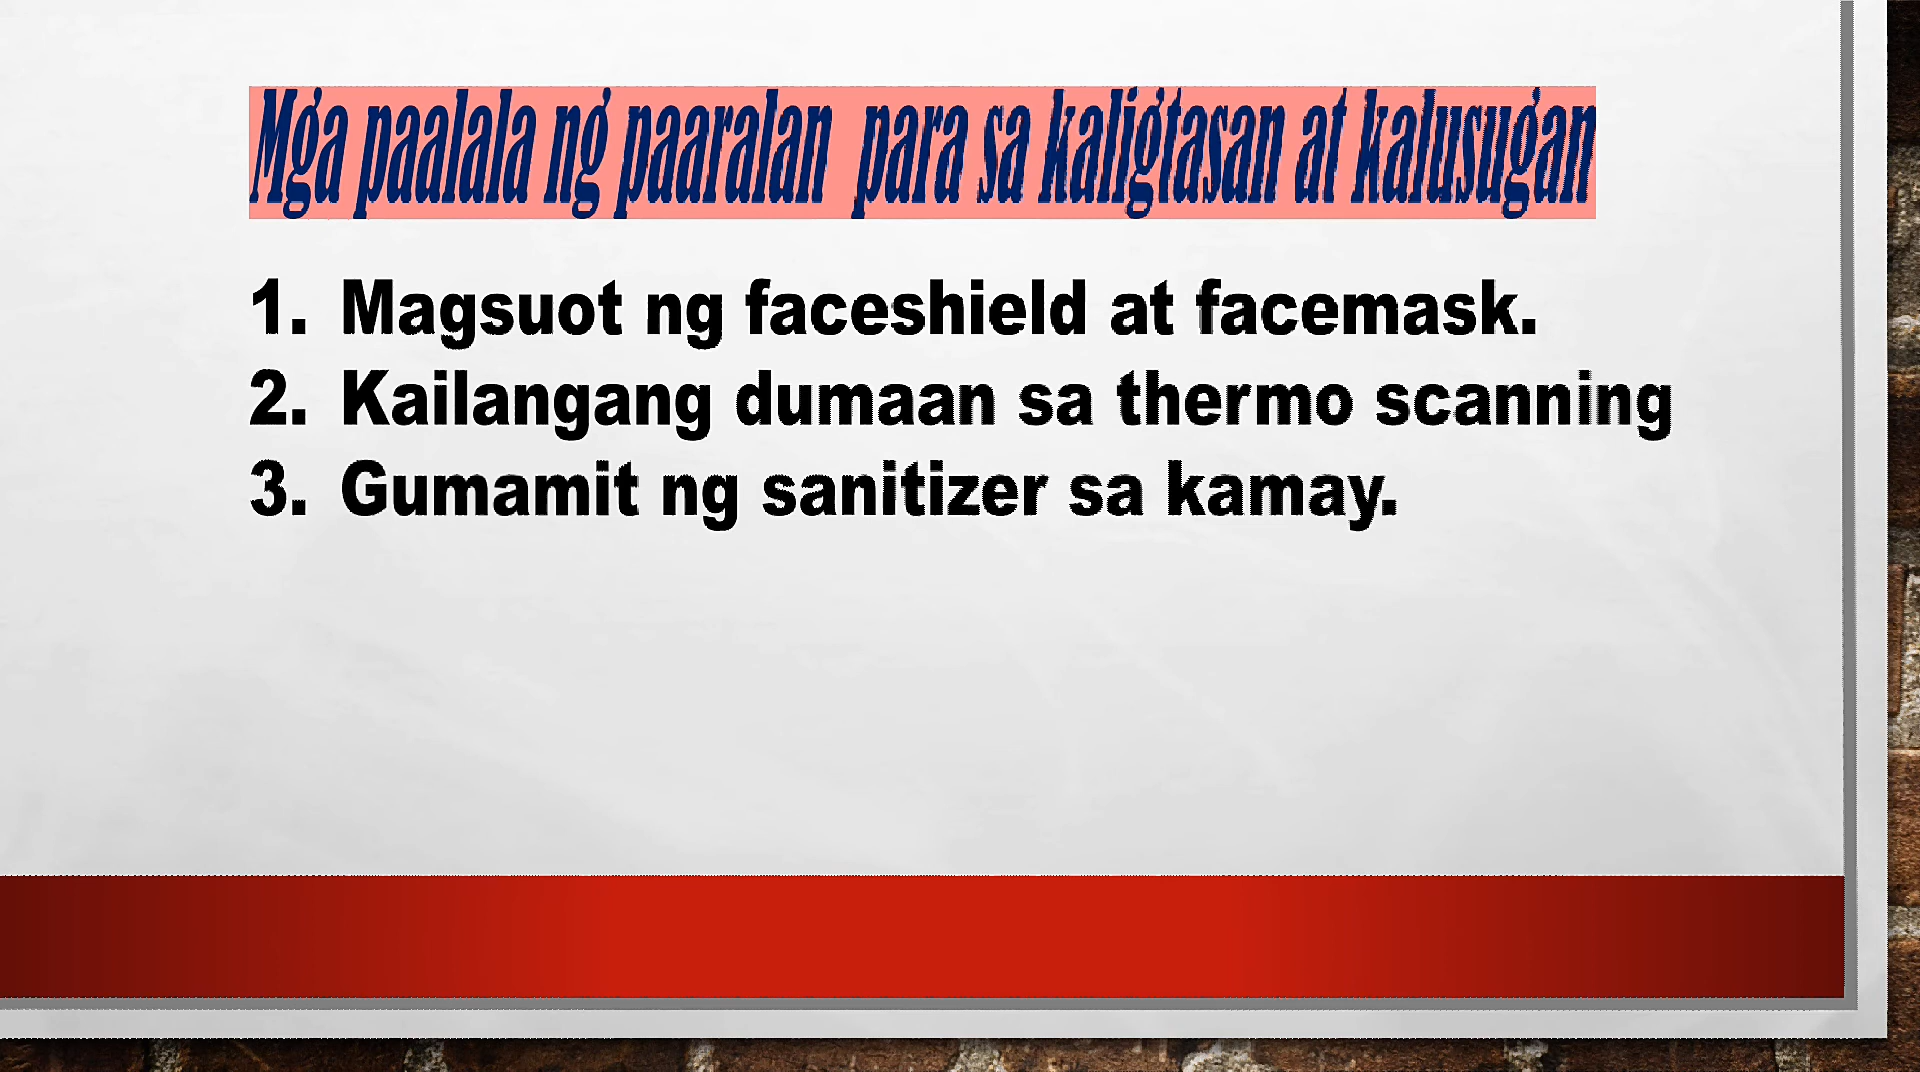 Mga paalala ng paaralan para sa kaligtasan at kalusugan
1. Magsuot ng faceshield at facemask.
2. Kailangang dumaan sa thermo scanning
3. Gumamit ng sanitizer sa kamay.